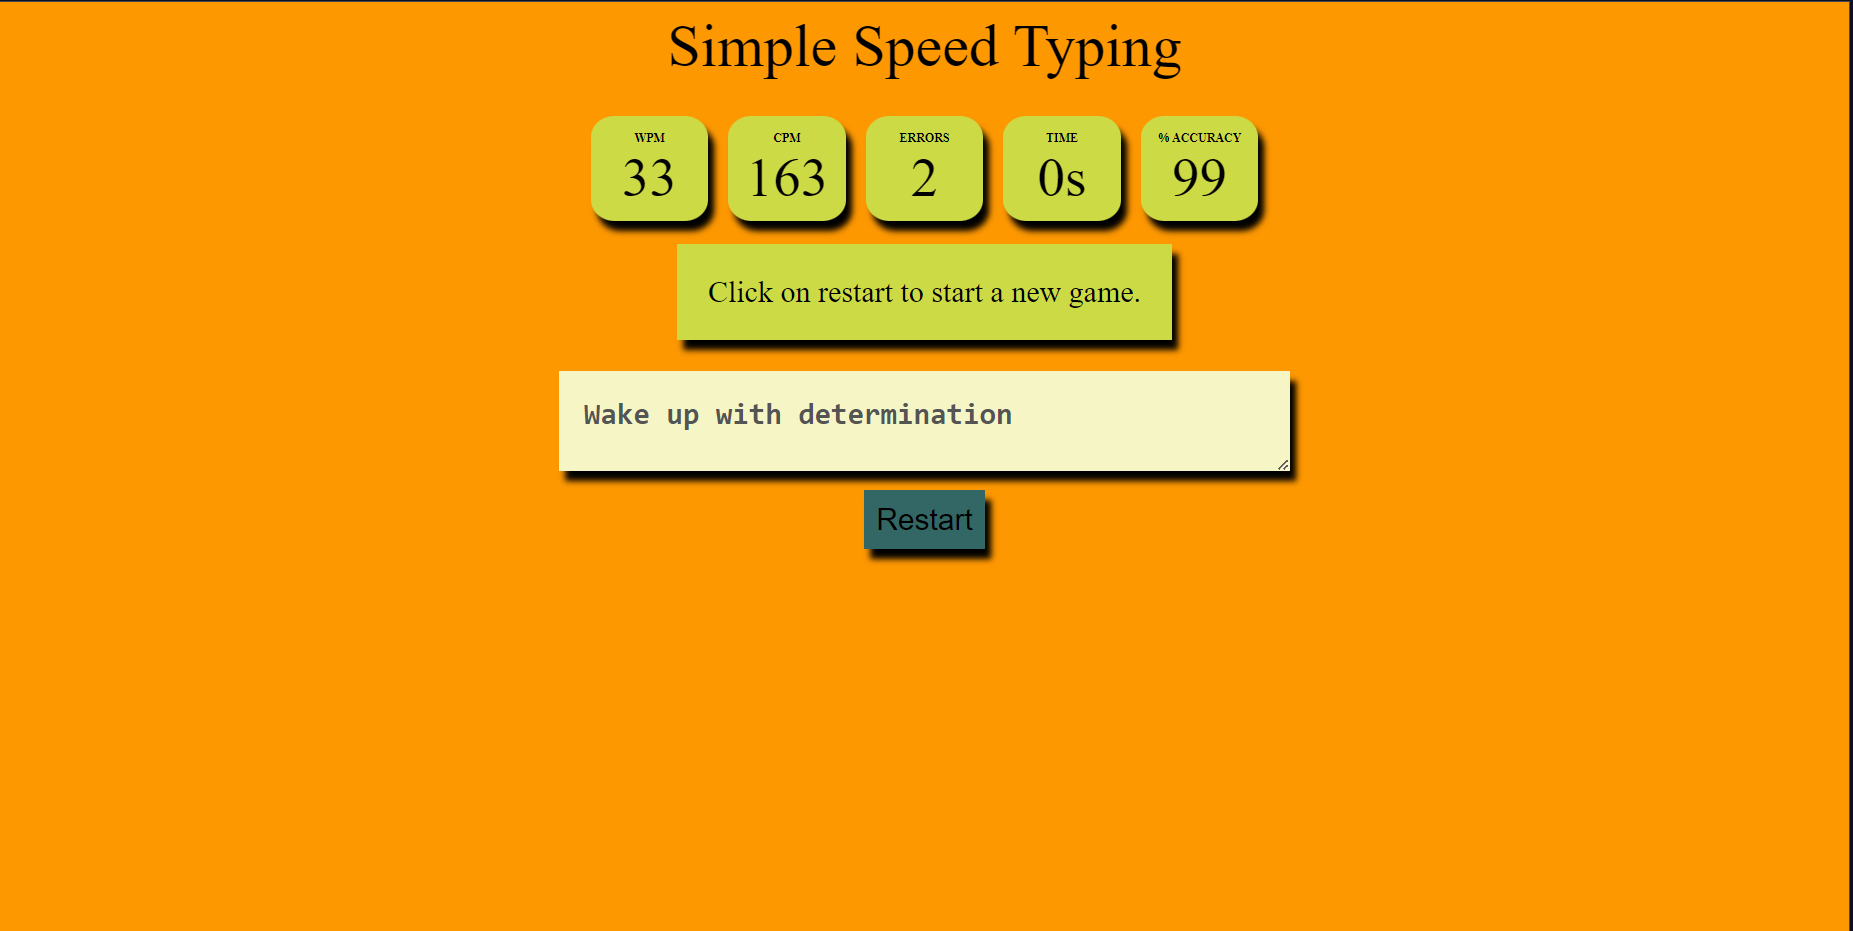 Simple Speed Typing
WPM CPM ERRORS TIME % ACCURACY
33 163 2 0s 99
Click on restart to start a new game.
Wake up with determination
Restart